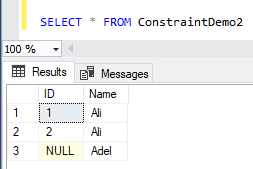 SELECT * FROM ConstraintDemo2
100 %
Results Messages
ID Name
1 1 Ali
2 2 Ali
3 NULL Adel